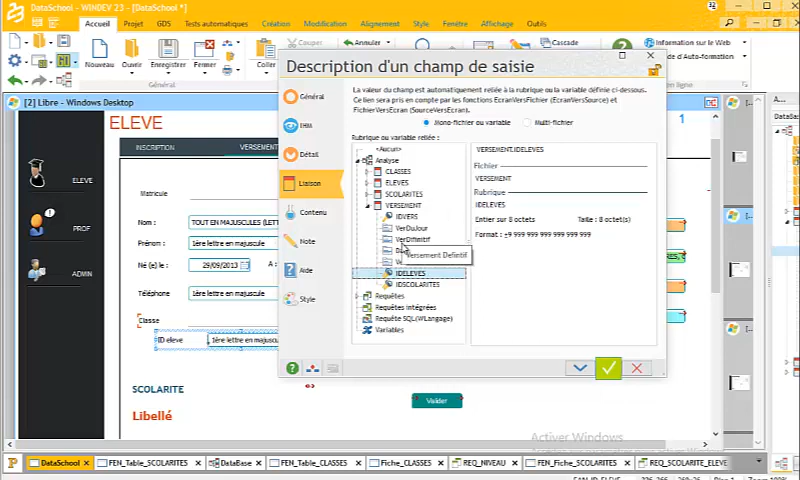 DataSchool - WINDEV 23 - [DataSchool *]
Accueil
Projet
GDS
Tests automatiques
Création
Modification
Alignement
Style
Fenêtre
Affichage
Outils
Nouveau
Ouvrir
Enregistrer
Fermer
Coller
Couper
Annuler
Cascade
Information sur le Web
Auto-formation
Général
[2] Libre - Windows Desktop
ELEVE
INSCRIPTION
VERSEMENT
1
ELEVE
PROF
ADMIN
Matricule
Nom :
TOUT EN MAJUSCULES (LETT
Prénom :
1ère lettre en majuscule
Né (e) le :
29/09/2013
A :
Téléphone
1ère lettre en majuscule
Classe
ID eleve
1ère lettre en majuscu
SCOLARITE
Libellé
Valider
Description d'un champ de saisie
Général
IHM
Détail
Liaison
Contenu
Note
Aide
Style
La valeur du champ est automatiquement reliée à la rubrique ou la variable définie ci-dessous.
Ce lien sera pris en compte par les fonctions EcranVersFichier (EcranVersSource) et
FichierVersEcran (SourceVersEcran).
Mono-fichier ou variable
Multi-fichier
Rubrique ou variable reliée :
<Aucun>
Analyse
CLASSES
ELEVES
SCOLARITES
VERSEMENT
IDVERS
VerDuJour
VerDifinitif
Versement Definitif
IDELEVES
IDSCOLARITES
Requêtes
Requêtes intégrées
Requête SQL(WLangage)
Variables
VERSEMENT.IDELEVES
Fichier
VERSEMENT
Rubrique
IDELEVES
Entier sur 8 octets
Taille : 8 octet(s)
Format : +9 999 999 999 999 999 999
Activer Windows
DataSchool
FEN_Table_SCOLARITES
DataBase
FEN_Table_CLASSES
Fiche_CLASSES
REQ_NIVEAU
FEN_Fiche_SCOLARITES
REQ_SCOLARITE_ELEVE